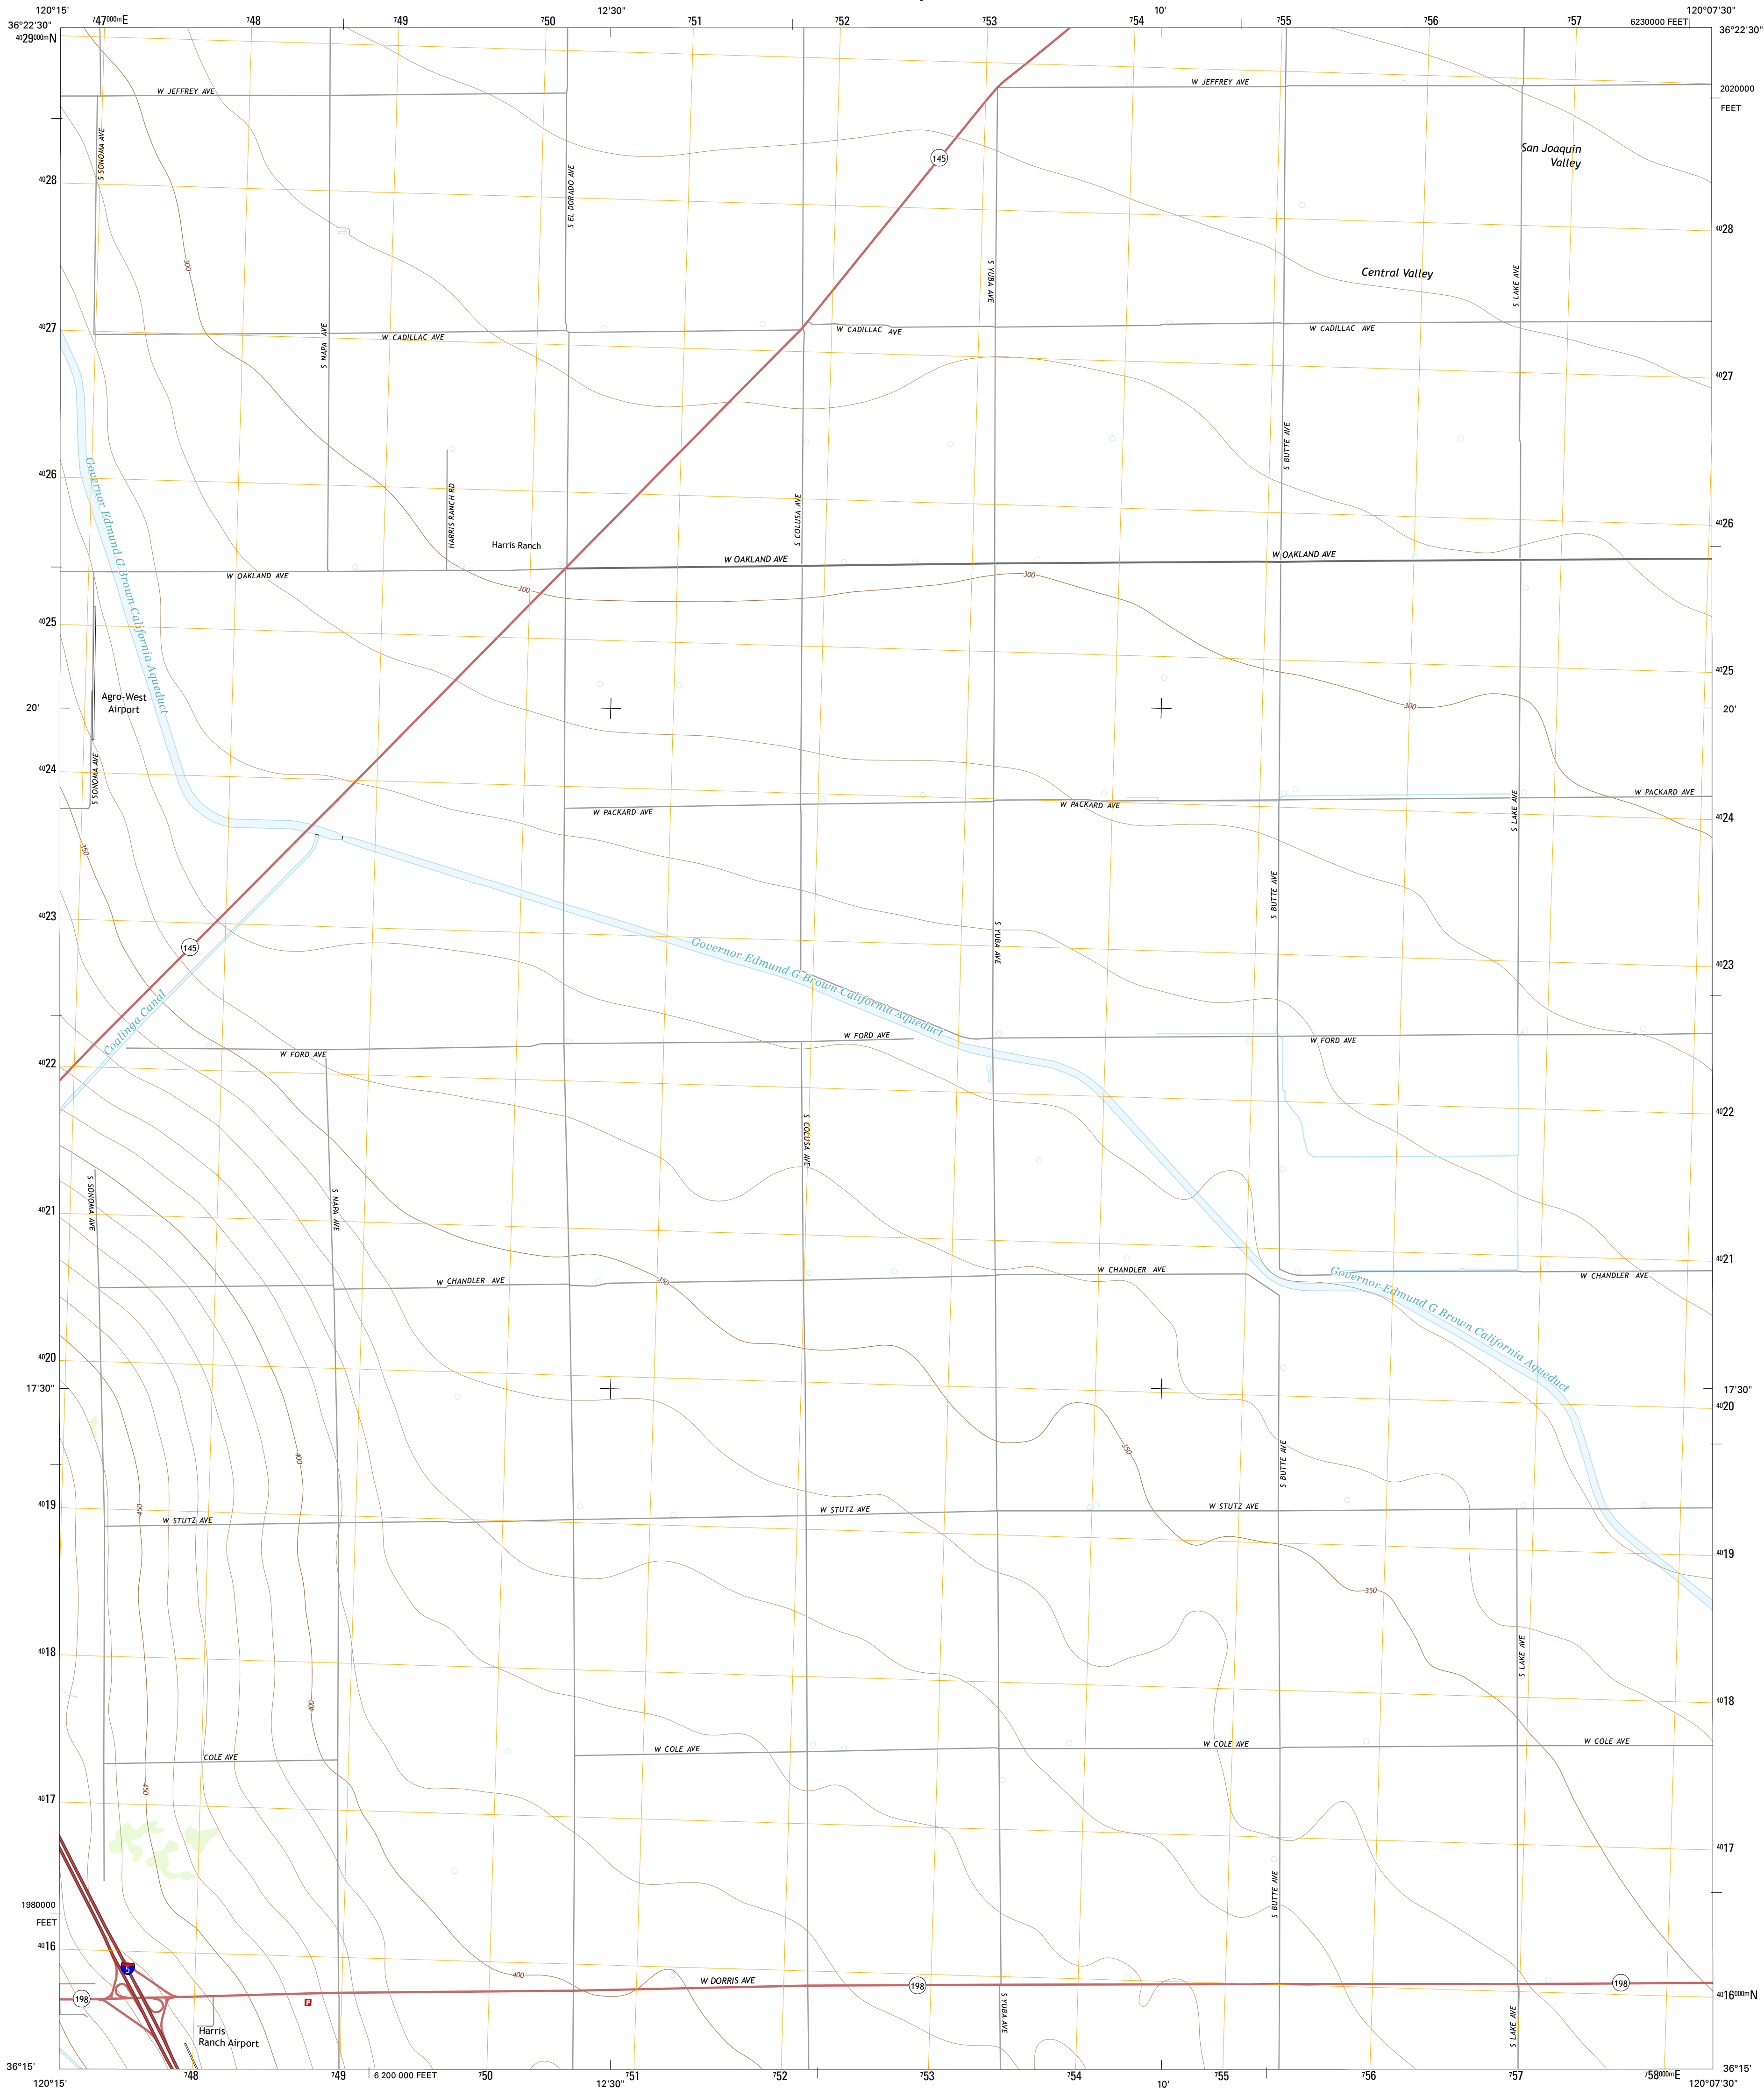 120°15'
12'30"
10'
120°07'30"
⁷47⁰⁰⁰ᵐE
⁷48
⁷49
⁷50
⁷51
⁷52
⁷53
⁷54
⁷55
⁷56
⁷57
6230000 FEET
36°22'30"
36°22'30"
⁴⁰29⁰⁰⁰ᵐN
2020000
FEET
W JEFFREY AVE
W JEFFREY AVE
S SONOMA AVE
145
San Joaquin
Valley
⁴⁰28
S EL DORADO AVE
⁴⁰28
300
S YUBA AVE
Central Valley
S LAKE AVE
⁴⁰27
S NAPA AVE
W CADILLAC AVE
W CADILLAC AVE
W CADILLAC AVE
⁴⁰27
S BUTTE AVE
⁴⁰26
Governor Edmund G Brown California Aqueduct
HARRIS RANCH RD
S COLUSA AVE
⁴⁰26
Harris Ranch
W OAKLAND AVE
W OAKLAND AVE
W OAKLAND AVE
300
300
⁴⁰25
⁴⁰25
Agro-West
Airport
20'
300
20'
⁴⁰24
S SONOMA AVE
W PACKARD AVE
W PACKARD AVE
W PACKARD AVE
S LAKE AVE
⁴⁰24
350
S BUTTE AVE
⁴⁰23
145
Governor Edmund G Brown California Aqueduct
S YUBA AVE
⁴⁰23
Coalinga Canal
W FORD AVE
W FORD AVE
W FORD AVE
⁴⁰22
⁴⁰22
S COLUSA AVE
S SONOMA AVE
S NAPA AVE
⁴⁰21
⁴⁰21
W CHANDLER AVE
350
W CHANDLER AVE
W CHANDLER AVE
Governor Edmund G Brown California Aqueduct
⁴⁰20
17'30"
17'30"
⁴⁰20
400
350
S BUTTE AVE
⁴⁰19
450
W STUTZ AVE
W STUTZ AVE
W STUTZ AVE
⁴⁰19
350
⁴⁰18
S LAKE AVE
⁴⁰18
400
COLE AVE
W COLE AVE
W COLE AVE
W COLE AVE
450
⁴⁰17
⁴⁰17
1980000
FEET
S BUTTE AVE
⁴⁰16
5
400
W DORRIS AVE
198
198
198
P
⁴⁰16⁰⁰⁰ᵐN
Harris
Ranch Airport
S YUBA AVE
S LAKE AVE
36°15'
36°15'
⁷48
⁷49
6 200 000 FEET
⁷50
⁷51
⁷52
⁷53
⁷54
⁷55
⁷56
⁷57
⁷58⁰⁰⁰ᵐE
120°15'
12'30"
10'
120°07'30"